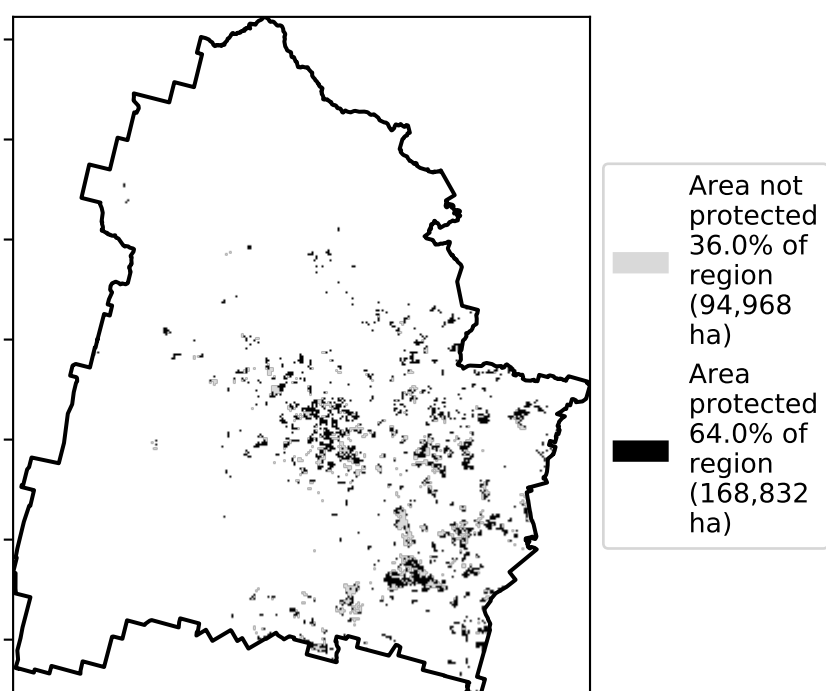 Area not
protected
36.0% of
region
(94,968
ha)
Area
protected
64.0% of
region
(168,832
ha)